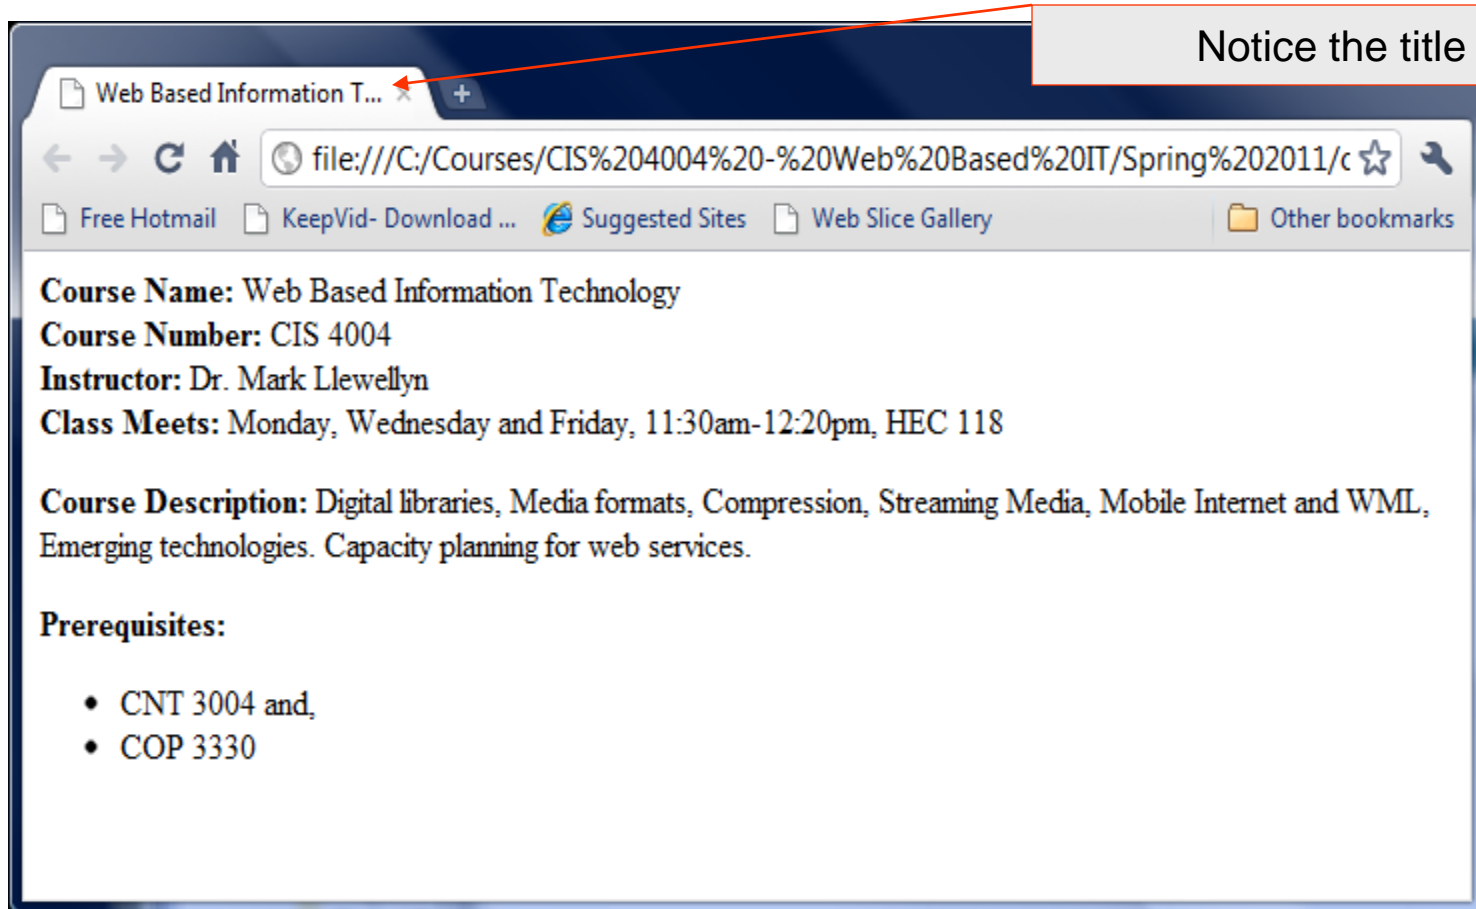 Notice the title
Web Based Information T...
file:///C:/Courses/CIS%204004%20-%20Web%20Based%20IT/Spring%202011/c
Free Hotmail KeepVid- Download ... Suggested Sites Web Slice Gallery Other bookmarks
Course Name: Web Based Information Technology
Course Number: CIS 4004
Instructor: Dr. Mark Llewellyn
Class Meets: Monday, Wednesday and Friday, 11:30am-12:20pm, HEC 118
Course Description: Digital libraries, Media formats, Compression, Streaming Media, Mobile Internet and WML,
Emerging technologies. Capacity planning for web services.
Prerequisites:
• CNT 3004 and,
• COP 3330